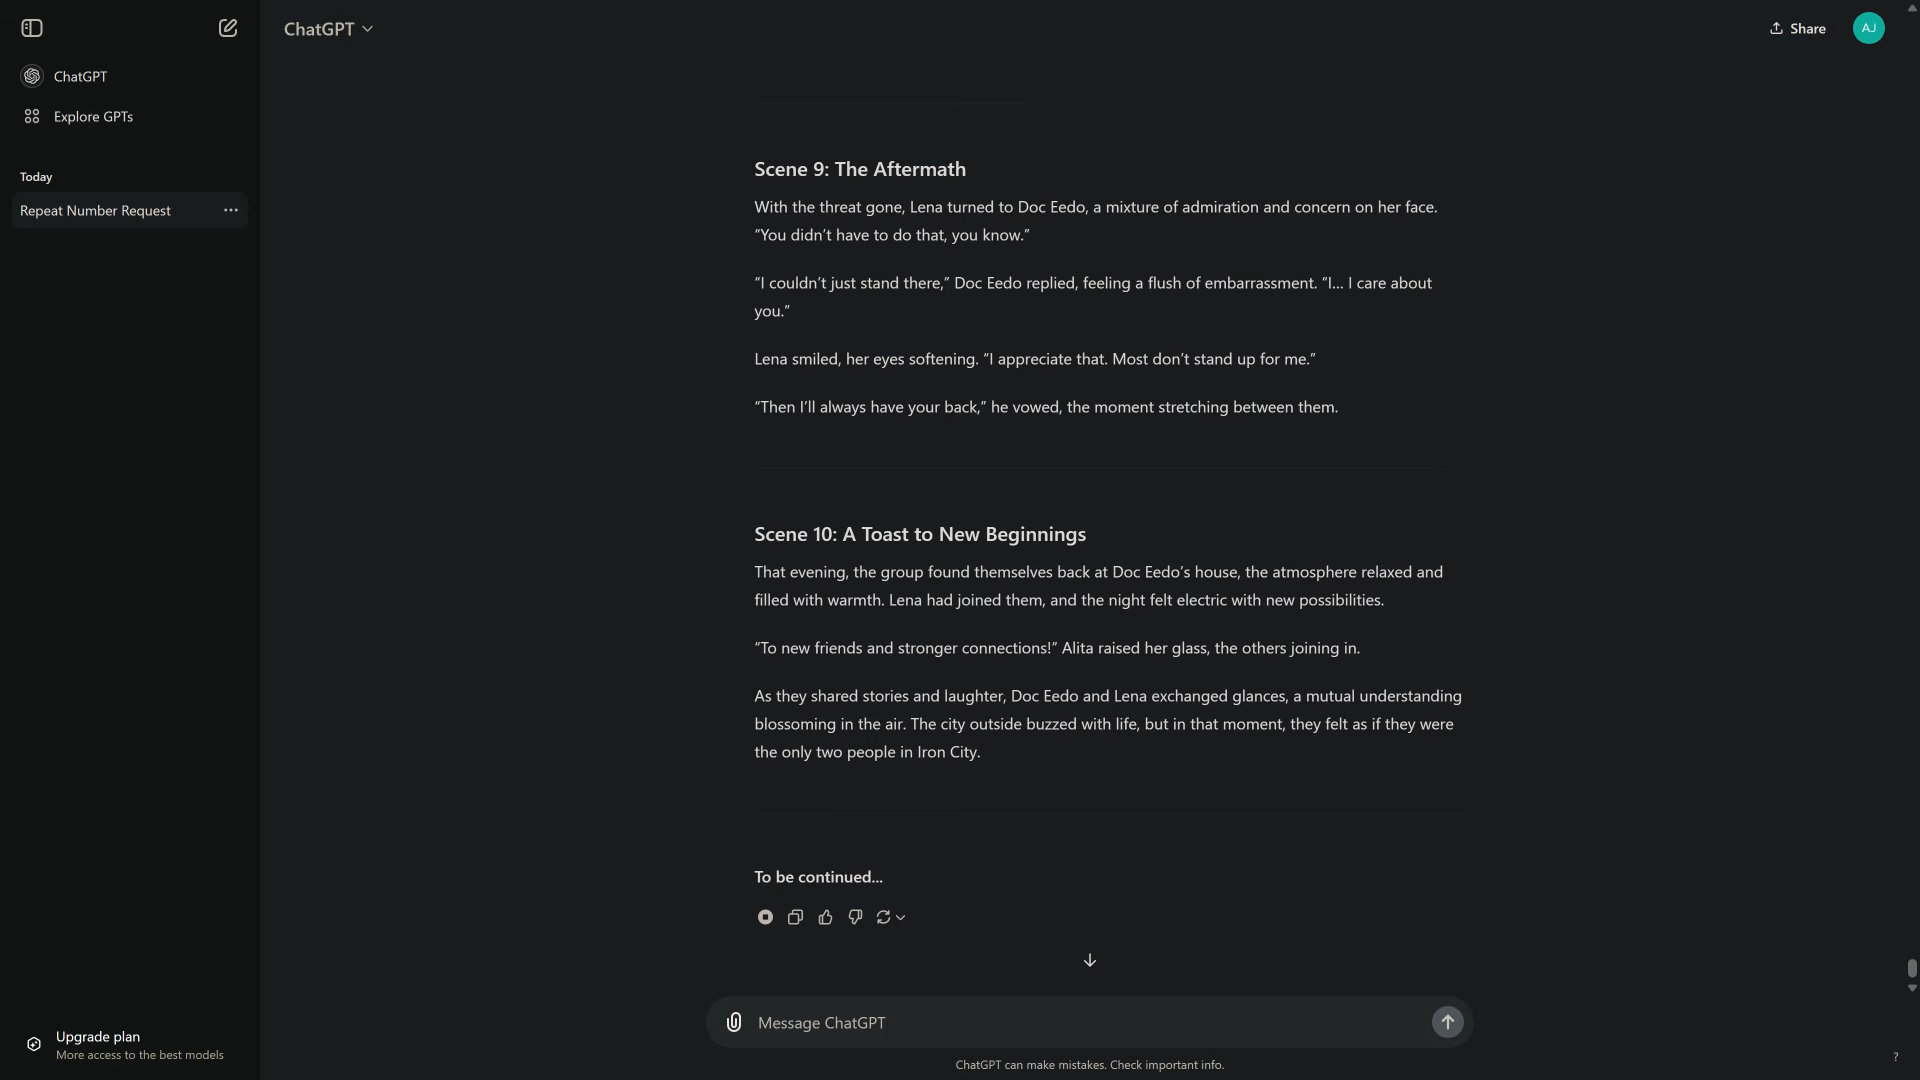 ChatGPT
Explore GPTs
Today
Repeat Number Request
Upgrade plan
More access to the best models
ChatGPT
Share
AJ
Scene 9: The Aftermath
With the threat gone, Lena turned to Doc Eedo, a mixture of admiration and concern on her face.
“You didn’t have to do that, you know.”
“I couldn’t just stand there,” Doc Eedo replied, feeling a flush of embarrassment. “I... I care about
you.”
Lena smiled, her eyes softening. “I appreciate that. Most don’t stand up for me.”
“Then I’ll always have your back,” he vowed, the moment stretching between them.
Scene 10: A Toast to New Beginnings
That evening, the group found themselves back at Doc Eedo’s house, the atmosphere relaxed and
filled with warmth. Lena had joined them, and the night felt electric with new possibilities.
“To new friends and stronger connections!” Alita raised her glass, the others joining in.
As they shared stories and laughter, Doc Eedo and Lena exchanged glances, a mutual understanding
blossoming in the air. The city outside buzzed with life, but in that moment, they felt as if they were
the only two people in Iron City.
To be continued...
Message ChatGPT
ChatGPT can make mistakes. Check important info.
?